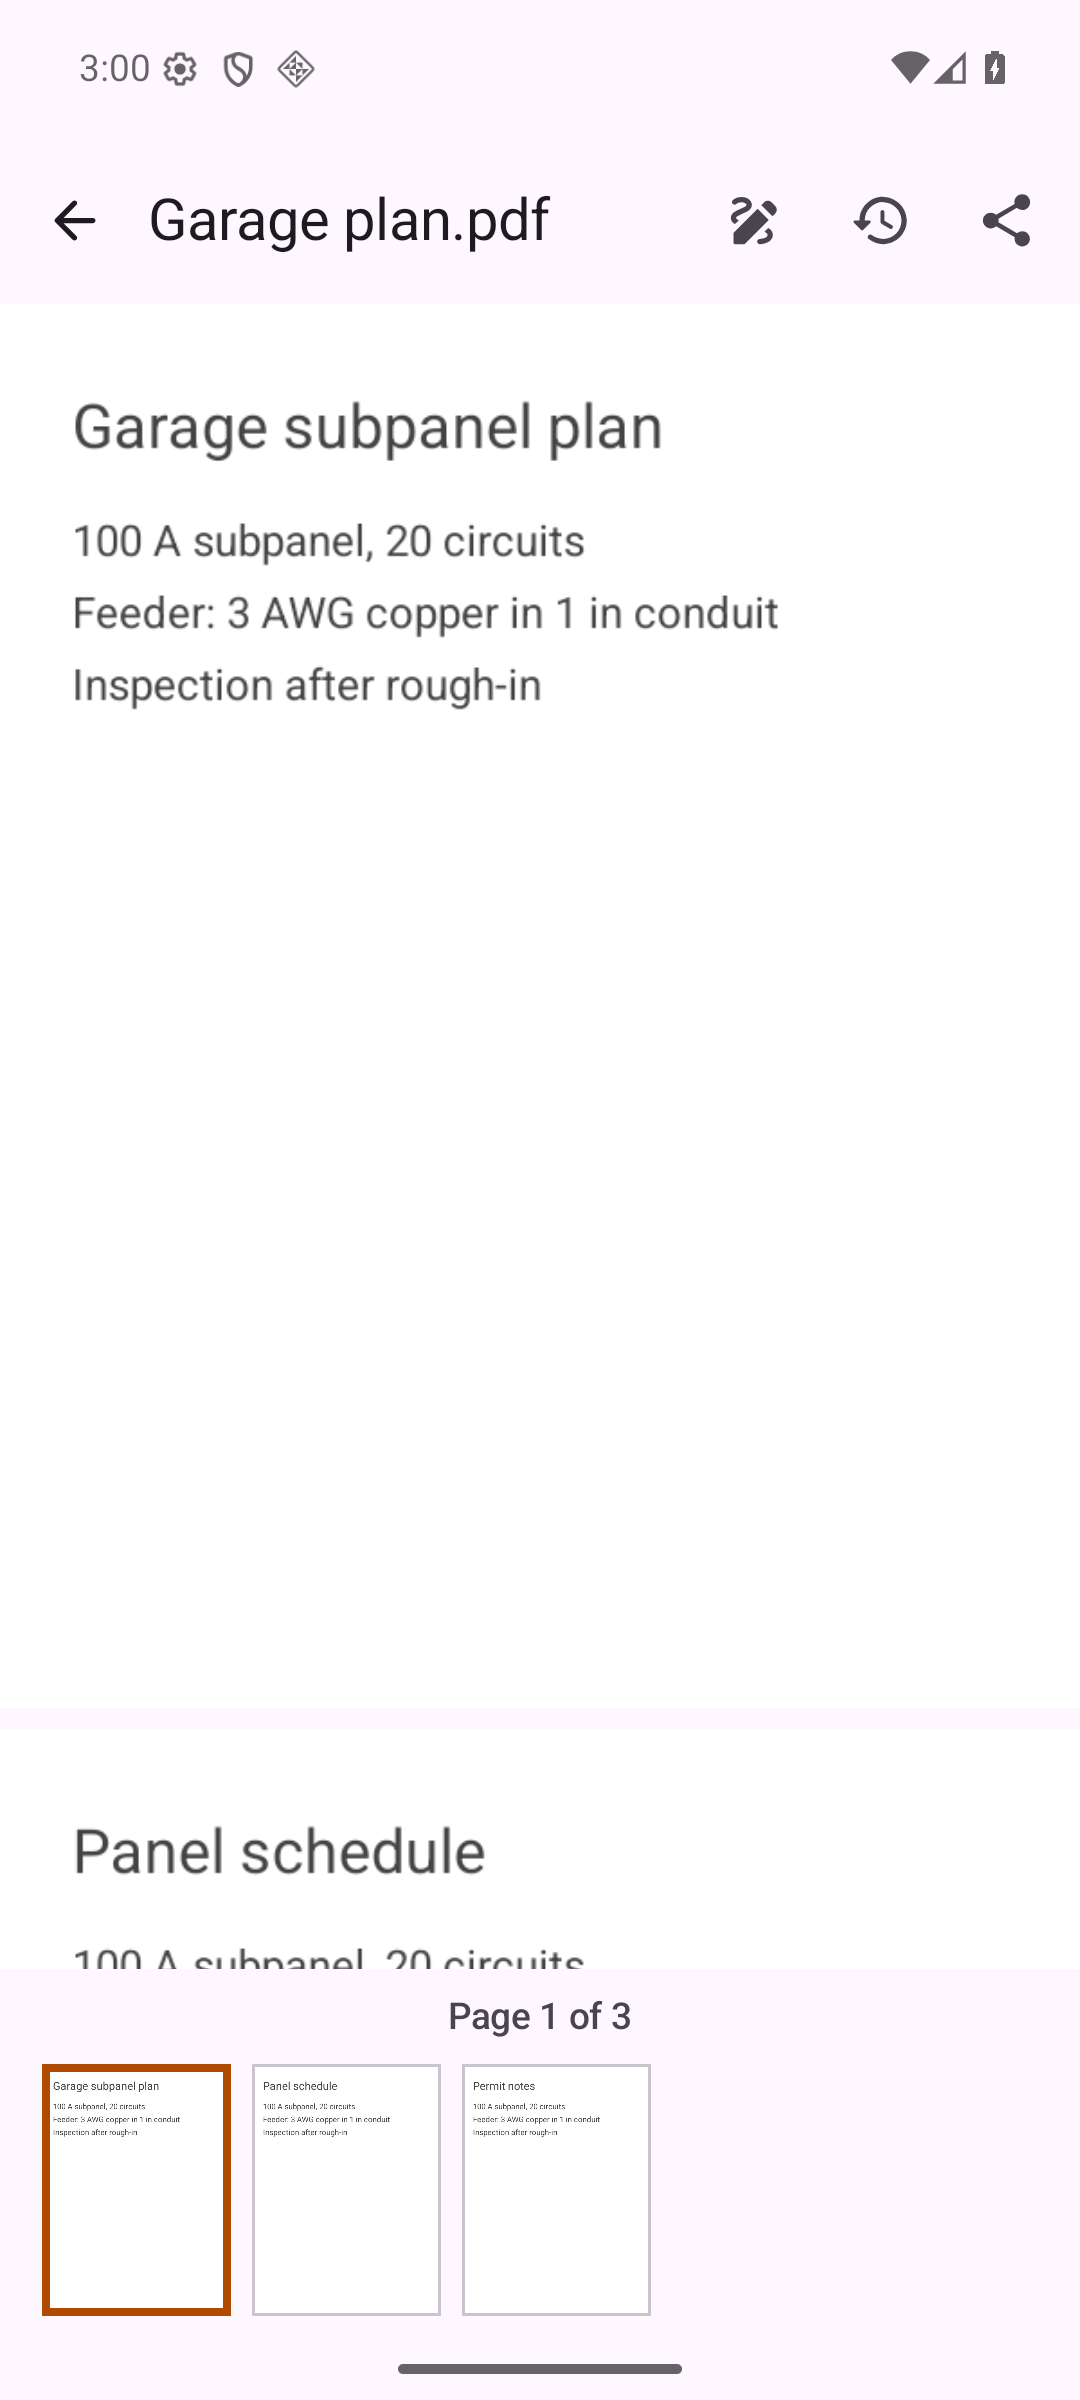 3:00
Garage plan.pdf
Garage subpanel plan
100 A subpanel, 20 circuits
Feeder: 3 AWG copper in 1 in conduit
Inspection after rough-in
Panel schedule
100 A subpanel, 20 circuits
Page 1 of 3
Garage subpanel plan
100 A subpanel, 20 circuits
Feeder: 3 AWG copper in 1 in conduit
Inspection after rough-in
Panel schedule
100 A subpanel, 20 circuits
Feeder: 3 AWG copper in 1 in conduit
Inspection after rough-in
Permit notes
100 A subpanel, 20 circuits
Feeder: 3 AWG copper in 1 in conduit
Inspection after rough-in